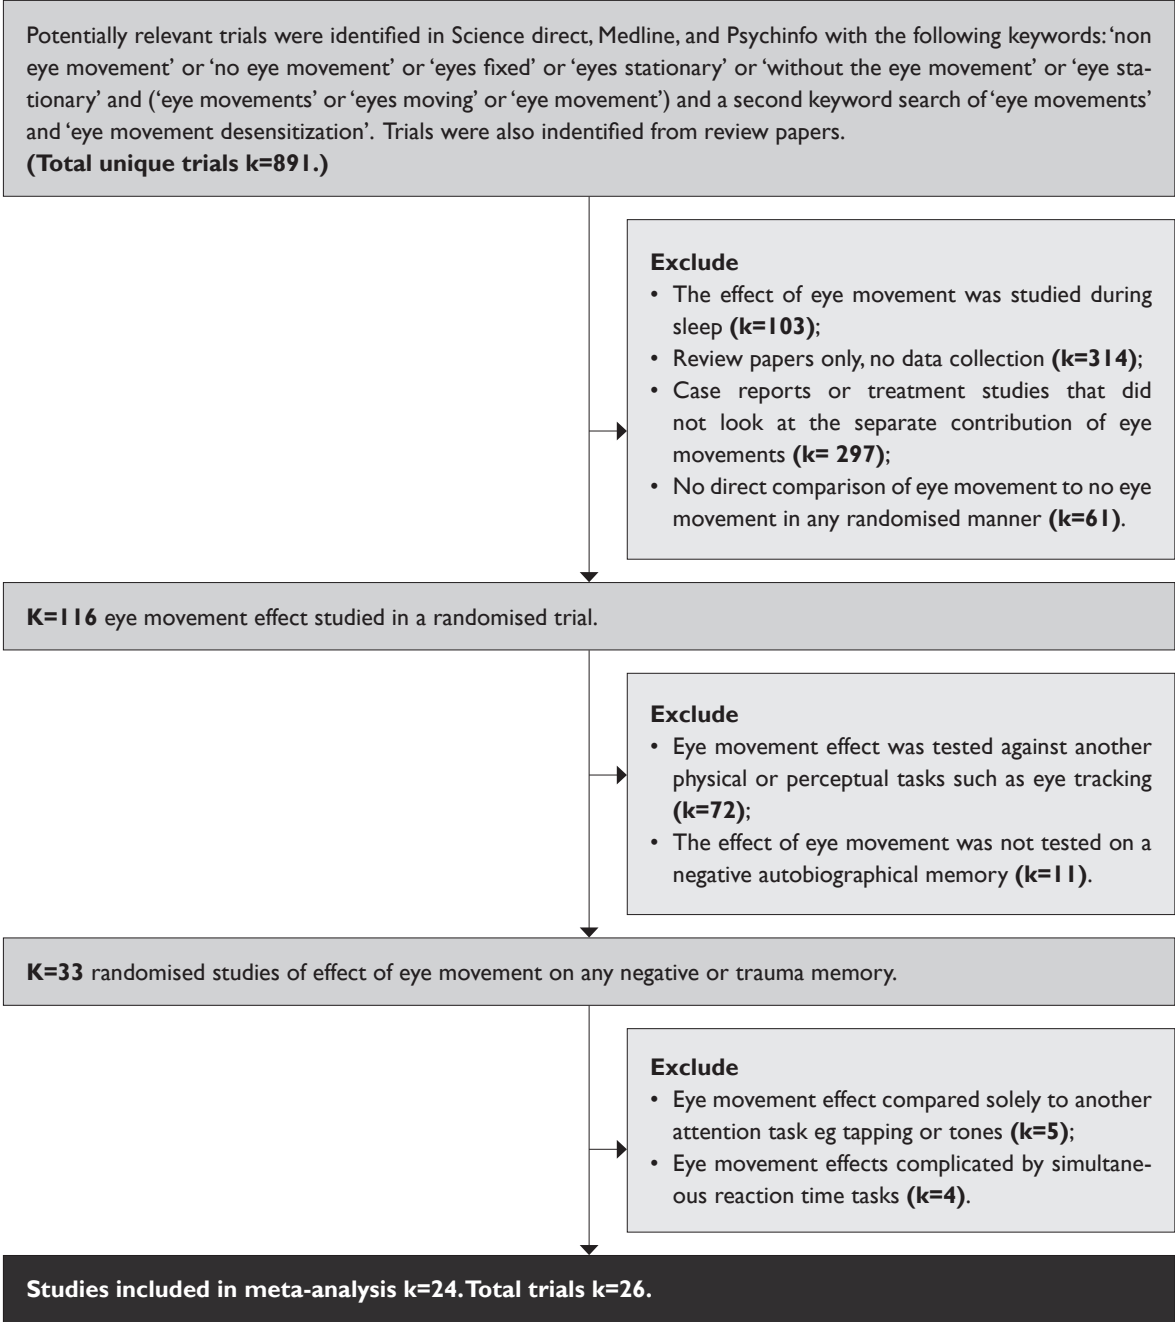 Potentially relevant trials were identified in Science direct, Medline, and Psychinfo with the following keywords: ‘non
eye movement’ or ‘no eye movement’ or ‘eyes fixed’ or ‘eyes stationary’ or ‘without the eye movement’ or ‘eye sta-
tionary’ and (‘eye movements’ or ‘eyes moving’ or ‘eye movement’) and a second keyword search of ‘eye movements’
and ‘eye movement desensitization’. Trials were also indentified from review papers.
(Total unique trials k=891.)
Exclude
• The effect of eye movement was studied during
sleep (k=103);
• Review papers only, no data collection (k=314);
• Case reports or treatment studies that did
not look at the separate contribution of eye
movements (k= 297);
• No direct comparison of eye movement to no eye
movement in any randomised manner (k=61).
K=116 eye movement effect studied in a randomised trial.
Exclude
• Eye movement effect was tested against another
physical or perceptual tasks such as eye tracking
(k=72);
• The effect of eye movement was not tested on a
negative autobiographical memory (k=11).
K=33 randomised studies of effect of eye movement on any negative or trauma memory.
Exclude
• Eye movement effect compared solely to another
attention task eg tapping or tones (k=5);
• Eye movement effects complicated by simultane-
ous reaction time tasks (k=4).
Studies included in meta-analysis k=24. Total trials k=26.